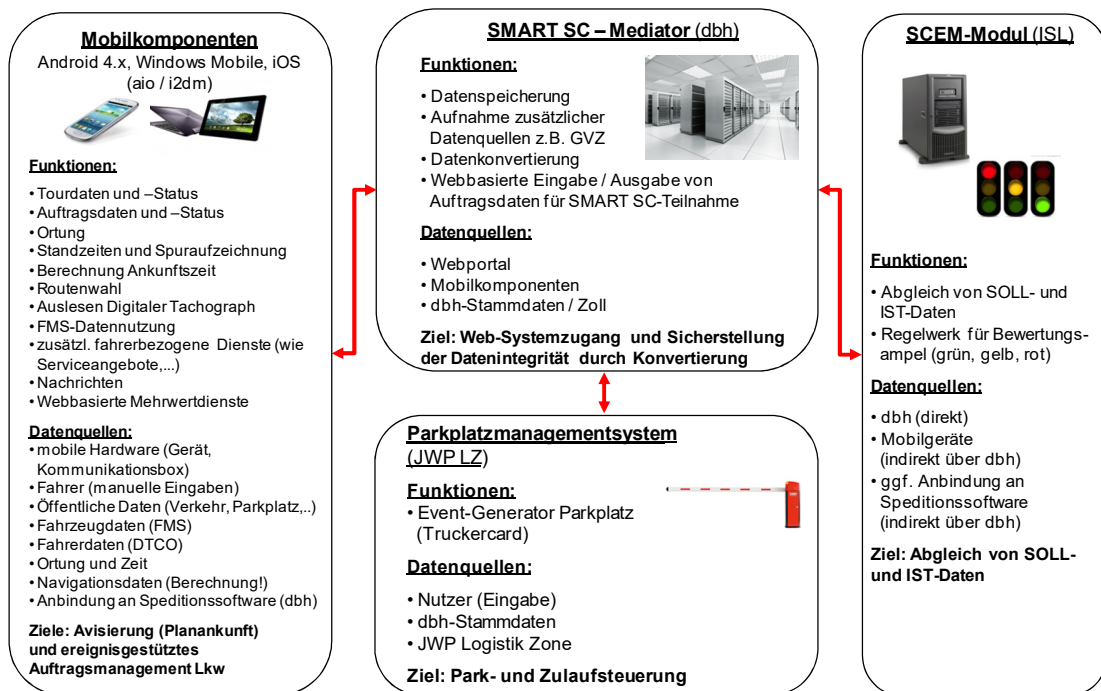 Mobilkomponenten
Android 4.x, Windows Mobile, iOS
(aio / i2dm)
Funktionen:
• Tourdaten und –Status
• Auftragsdaten und –Status
• Ortung
• Standzeiten und Spuraufzeichnung
• Berechnung Ankunftszeit
• Routenwahl
• Auslesen Digitaler Tachograph
• FMS-Datennutzung
• zusätzl. fahrerbezogene Dienste (wie
Serviceangebote,...)
• Nachrichten
• Webbasierte Mehrwertdienste
Datenquellen:
• mobile Hardware (Gerät,
Kommunikationsbox)
• Fahrer (manuelle Eingaben)
• Öffentliche Daten (Verkehr, Parkplatz,..)
• Fahrzeugdaten (FMS)
• Fahrerdaten (DTCO)
• Ortung und Zeit
• Navigationsdaten (Berechnung!)
• Anbindung an Speditionssoftware (dbh)
Ziele: Avisierung (Planankunft)
und ereignisgestütztes
Auftragsmanagement Lkw
SMART SC – Mediator (dbh)
Funktionen:
• Datenspeicherung
• Aufnahme zusätzlicher
Datenquellen z.B. GVZ
• Datenkonvertierung
• Webbasierte Eingabe / Ausgabe von
Auftragsdaten für SMART SC-Teilnahme
Datenquellen:
• Webportal
• Mobilkomponenten
• dbh-Stammdaten / Zoll
Ziel: Web-Systemzugang und Sicherstellung
der Datenintegrität durch Konvertierung
Parkplatzmanagementsystem
(JWP LZ)
Funktionen:
• Event-Generator Parkplatz
(Truckercard)
Datenquellen:
• Nutzer (Eingabe)
• dbh-Stammdaten
• JWP Logistik Zone
Ziel: Park- und Zulaufsteuerung
SCEM-Modul (ISL)
Funktionen:
• Abgleich von SOLL- und
IST-Daten
• Regelwerk für Bewertungs-
ampel (grün, gelb, rot)
Datenquellen:
• dbh (direkt)
• Mobilgeräte
(indirekt über dbh)
• ggf. Anbindung an
Speditionssoftware
(indirekt über dbh)
Ziel: Abgleich von SOLL-
und IST-Daten